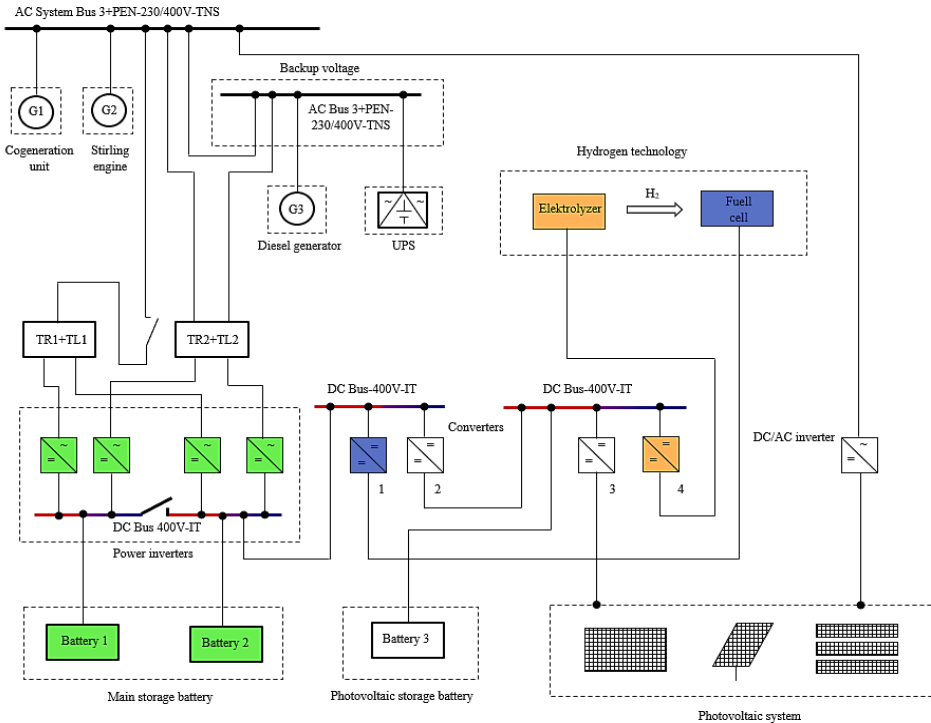 AC System Bus 3+PEN-230/400V-TNS
Backup voltage
G1
G2
AC Bus 3+PEN-
230/400V-TNS
Cogeneration
unit
Stirling
engine
Hydrogen technology
G3
~
~
Elektrolyzer
H₂
Fuell
cell
Diesel generator
UPS
TR1+TL1
TR2+TL2
DC Bus-400V-IT
DC Bus-400V-IT
Converters
DC/AC inverter
~
=
~
=
~
=
~
=
=
=
=
=
=
=
=
=
~
=
1
2
3
4
DC Bus 400V-IT
Power inverters
Battery 1
Battery 2
Battery 3
Main storage battery
Photovoltaic storage battery
Photovoltaic system